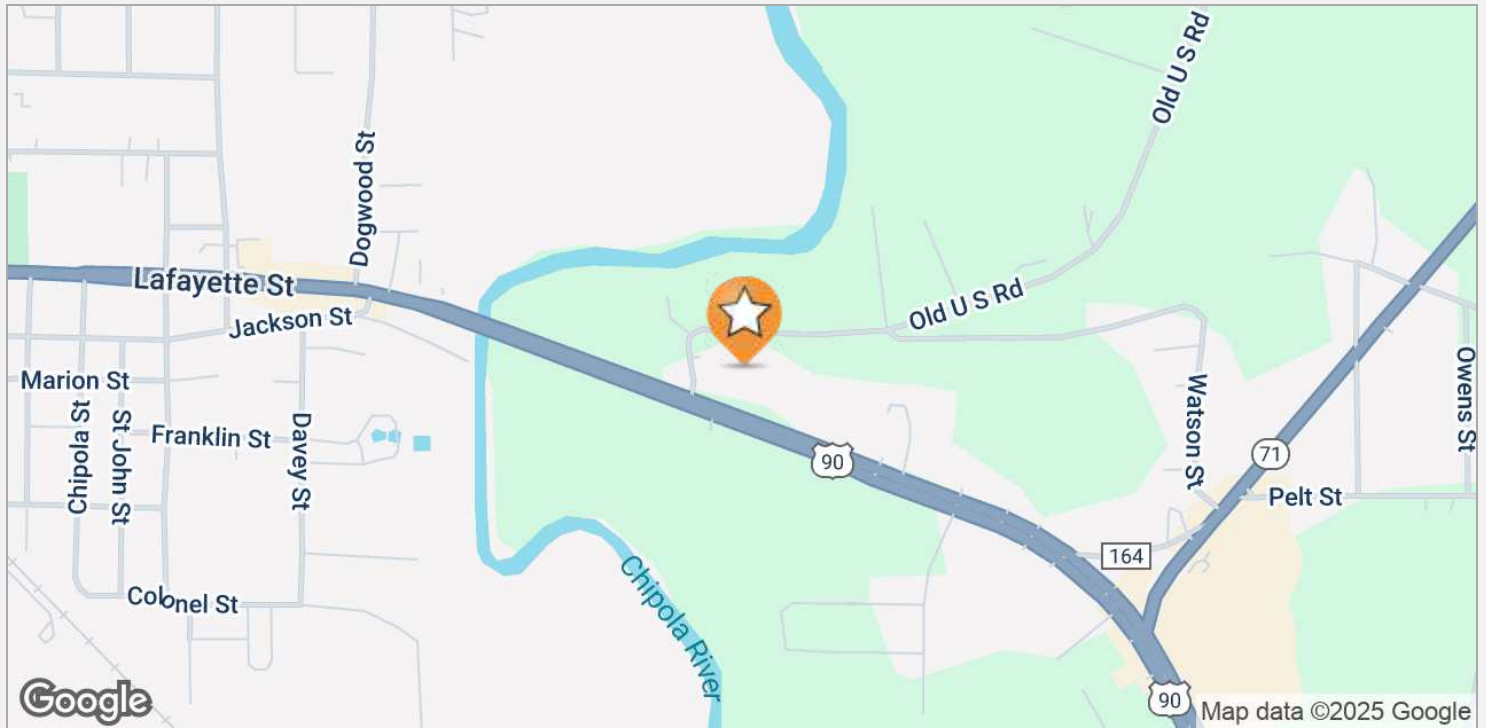 Old U S Rd
Dogwood St
Lafayette St
Jackson St
Old U S Rd
Marion St
Chipola St
St John St
Franklin St
Davey St
Watson St
Owens St
90
71
Pelt St
164
Colonel St
Chipola River
90
Google
Map data ©2025 Google